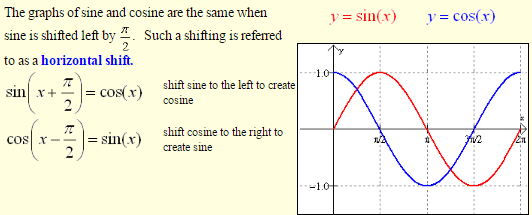 The graphs of sine and cosine are the same when
sine is shifted left by π/2. Such a shifting is referred
to as a horizontal shift.
sin(x + π/2) = cos(x)
shift sine to the left to create
cosine
cos(x − π/2) = sin(x)
shift cosine to the right to
create sine
y = sin(x) y = cos(x)
y
1.0
x
π/2 π 3π/2 2π
-1.0